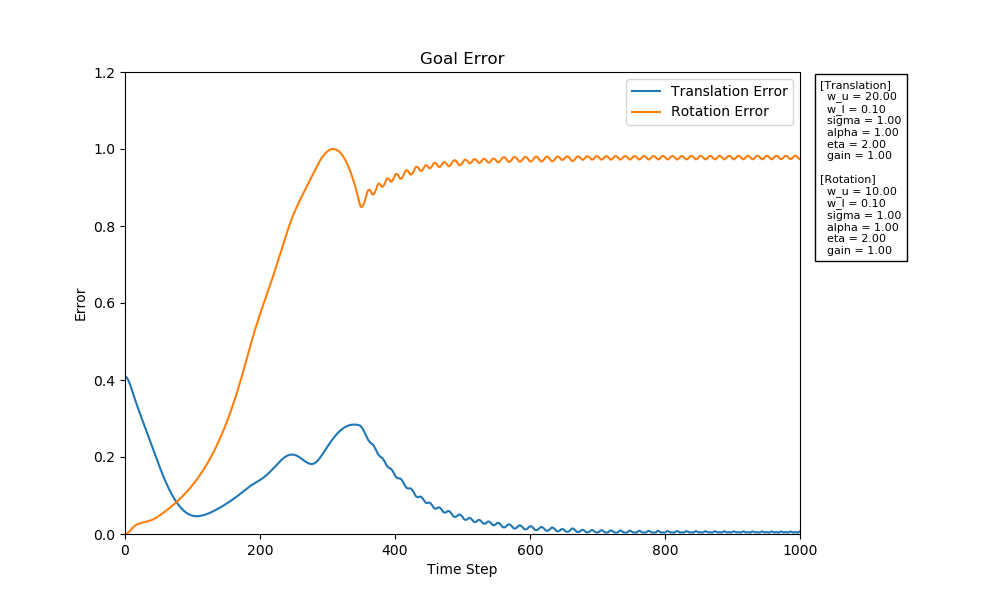 Goal Error
1.2
1.0
0.8
0.6
0.4
0.2
0.0
Error
0
200
400
600
800
1000
Time Step
Translation Error
Rotation Error
[Translation]
w_u = 20.00
w_l = 0.10
sigma = 1.00
alpha = 1.00
eta = 2.00
gain = 1.00
[Rotation]
w_u = 10.00
w_l = 0.10
sigma = 1.00
alpha = 1.00
eta = 2.00
gain = 1.00